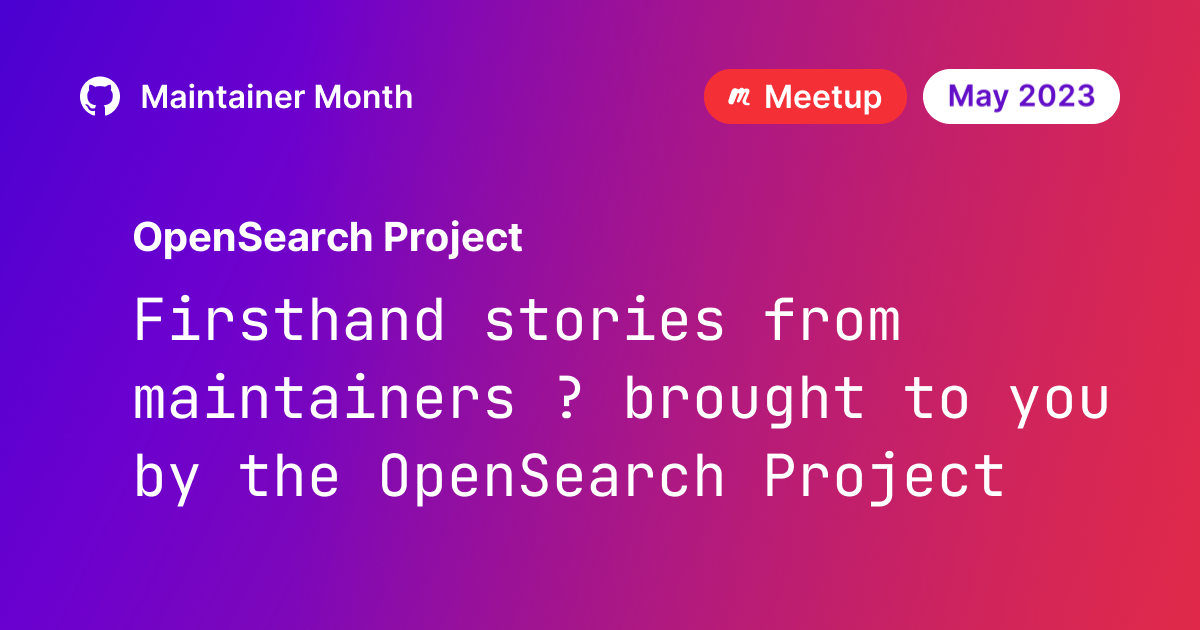 Maintainer Month
Meetup
May 2023
OpenSearch Project
Firsthand stories from
maintainers ? brought to you
by the OpenSearch Project